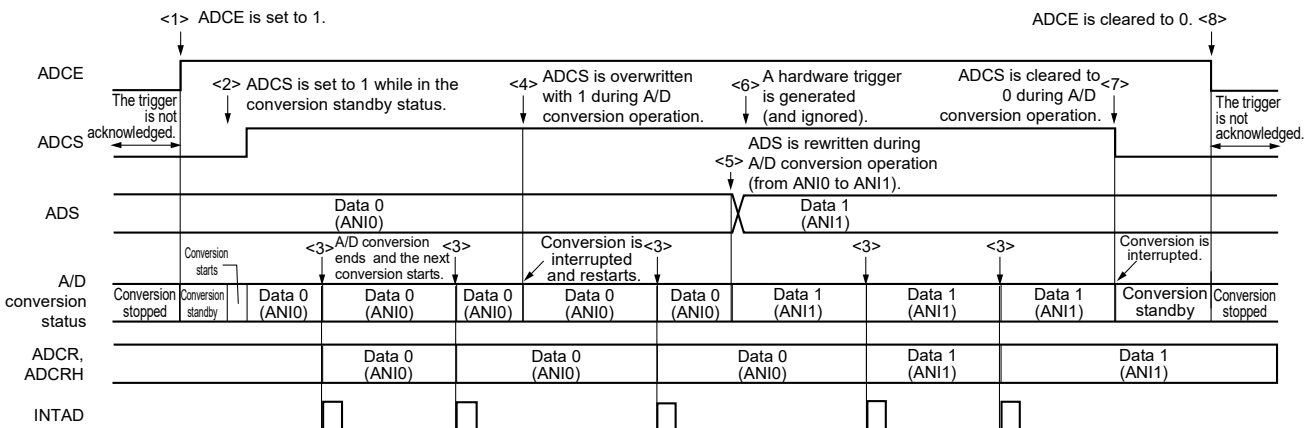 <1> ADCE is set to 1.
ADCE is cleared to 0. <8>
ADCE
<2> ADCS is set to 1 while in the
conversion standby status.
<4> ADCS is overwritten
with 1 during A/D
conversion operation.
<6> A hardware trigger
is generated
(and ignored).
ADCS is cleared to <7>
0 during A/D
conversion operation.
The trigger
is not
acknowledged.
The trigger
is not
acknowledged.
ADCS
<5> ADS is rewritten during
A/D conversion operation
(from ANI0 to ANI1).
ADS
Data 0
(ANI0)
Data 1
(ANI1)
Conversion
starts
<3> A/D conversion
ends and the next
conversion starts.
<3>
Conversion is
interrupted
and restarts.
<3>
<3>
<3>
Conversion is
interrupted.
A/D
conversion
status
Conversion
stopped
Conversion
standby
Data 0
(ANI0)
Data 0
(ANI0)
Data 0
(ANI0)
Data 0
(ANI0)
Data 0
(ANI0)
Data 1
(ANI1)
Data 1
(ANI1)
Data 1
(ANI1)
Conversion
standby
Conversion
stopped
ADCR,
ADCRH
Data 0
(ANI0)
Data 0
(ANI0)
Data 0
(ANI0)
Data 1
(ANI1)
Data 1
(ANI1)
INTAD